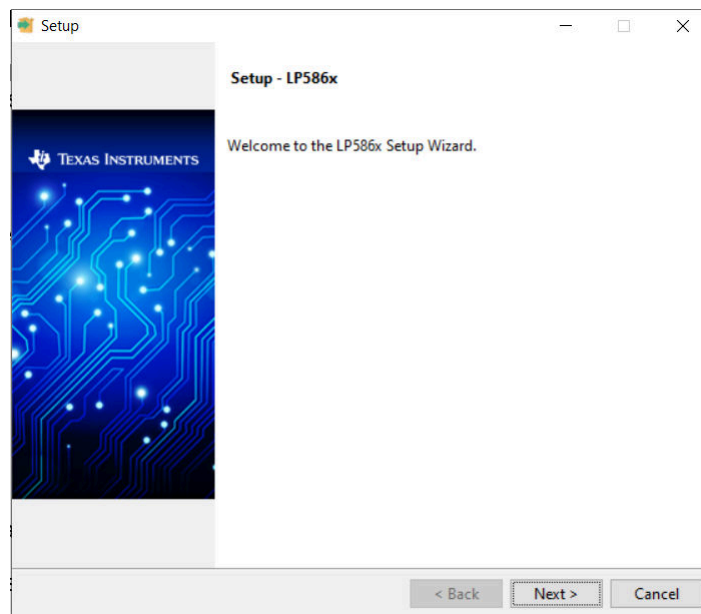 Setup
Setup - LP586x
TEXAS INSTRUMENTS
Welcome to the LP586x Setup Wizard.
< Back
Next >
Cancel